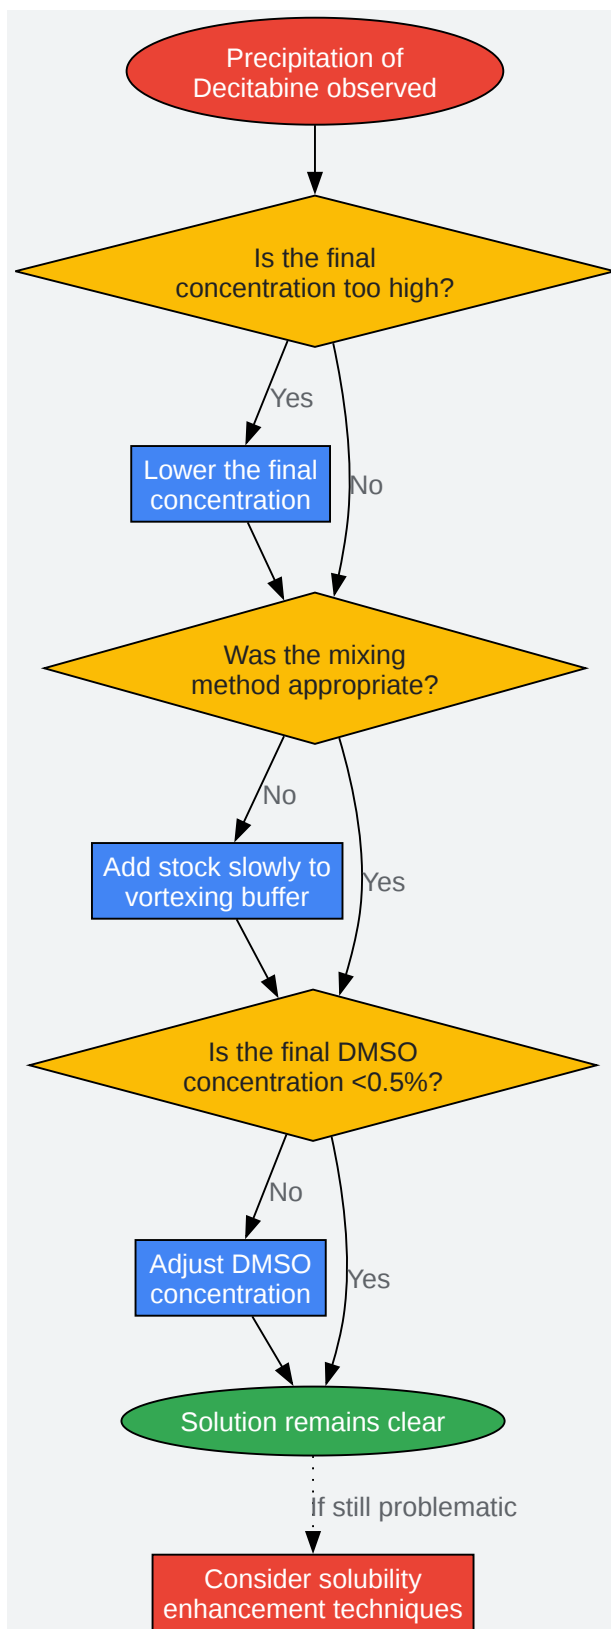 Precipitation of
Decitabine observed
Is the final
concentration too high?
Yes
Lower the final
concentration
No
Was the mixing
method appropriate?
No
Add stock slowly to
vortexing buffer
Yes
Is the final DMSO
concentration <0.5%?
No
Adjust DMSO
concentration
Yes
Solution remains clear
If still problematic
Consider solubility
enhancement techniques